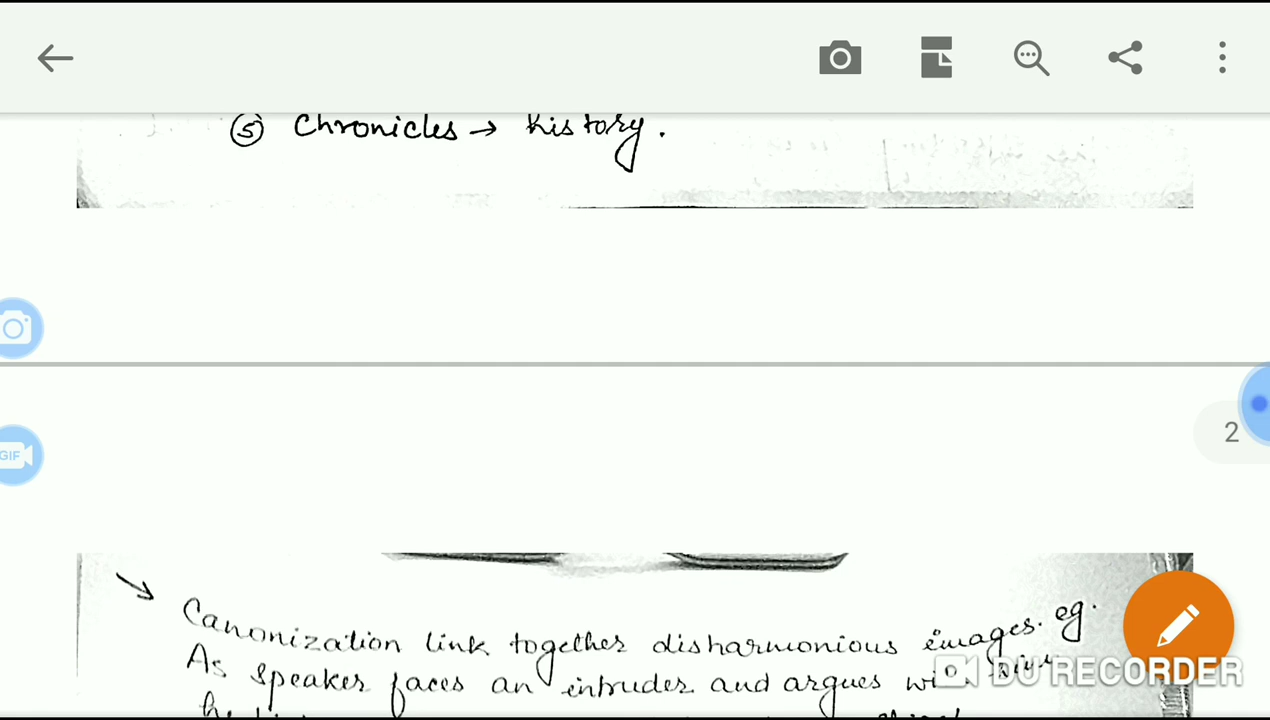 ⑤ Chronicles → history.
GIF
2
→ Canonization link together disharmonious images. eg.
As speaker faces an intruder and argues
DU RECORDER